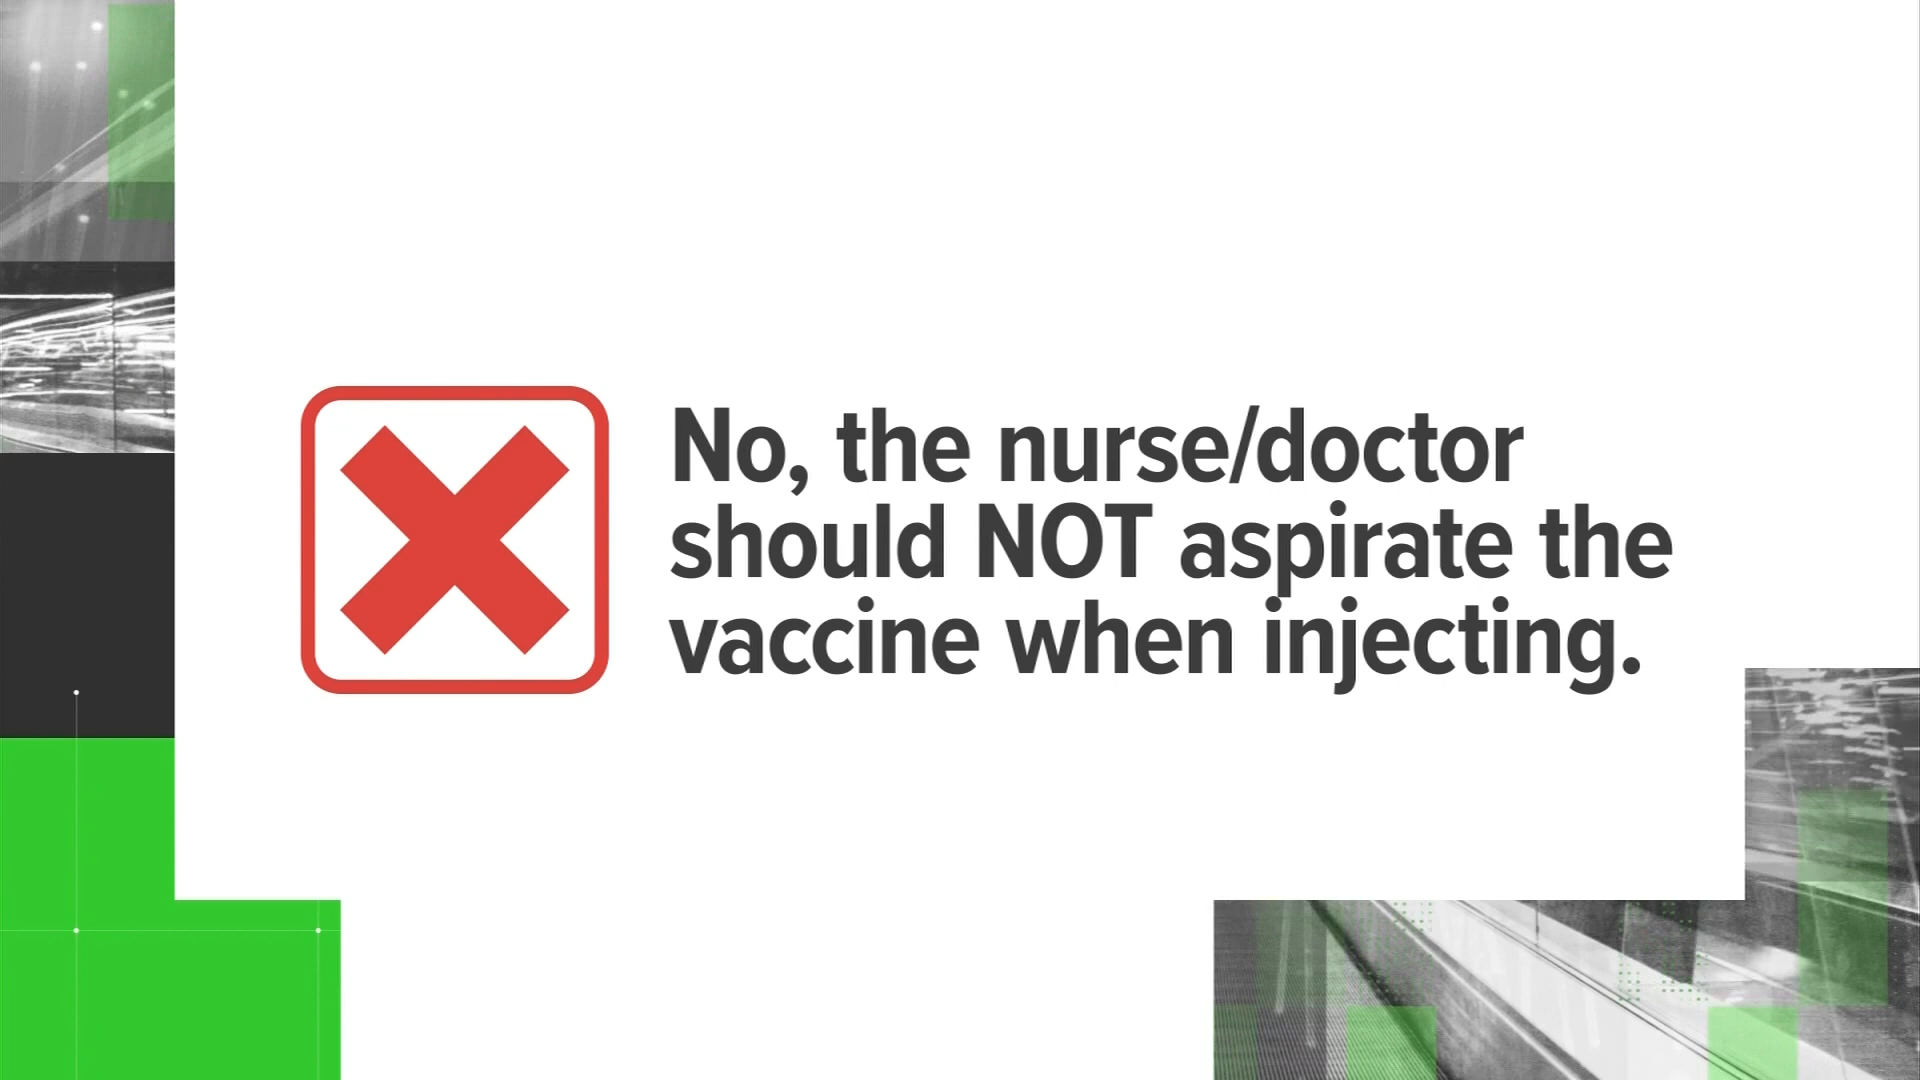 No, the nurse/doctor
should NOT aspirate the
vaccine when injecting.